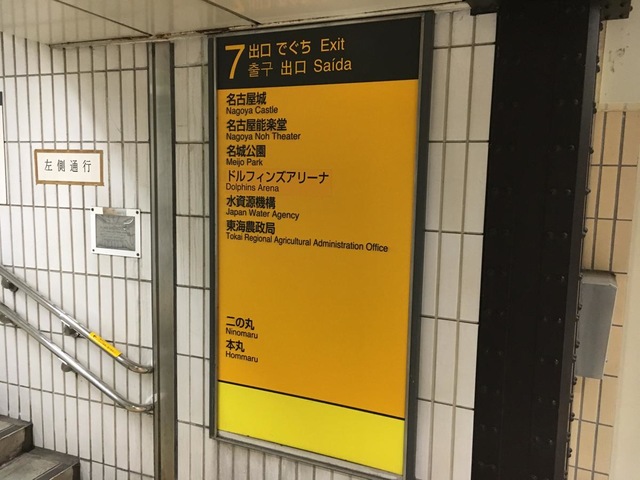 7 出口 でぐち Exit
출구 出口 Saída
名古屋城
Nagoya Castle
名古屋能楽堂
Nagoya Noh Theater
名城公園
Meijo Park
ドルフィンズアリーナ
Dolphins Arena
水資源機構
Japan Water Agency
東海農政局
Tokai Regional Agricultural Administration Office
二の丸
Ninomaru
本丸
Hommaru
左側通行